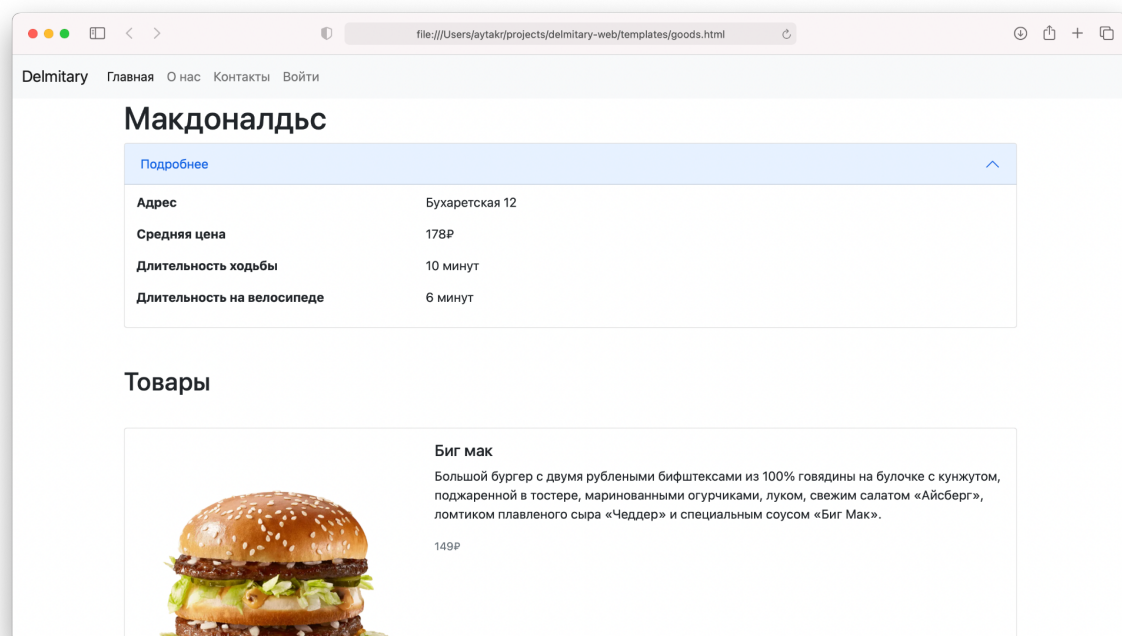 file:///Users/aytakr/projects/delmitary-web/templates/goods.html
Delmitary Главная О нас Контакты Войти
Макдоналдьс
Подробнее
Адрес Бухаретская 12
Средняя цена 178₽
Длительность ходьбы 10 минут
Длительность на велосипеде 6 минут
Товары
Биг мак
Большой бургер с двумя рублеными бифштексами из 100% говядины на булочке с кунжутом,
поджаренной в тостере, маринованными огурчиками, луком, свежим салатом «Айсберг»,
ломтиком плавленого сыра «Чеддер» и специальным соусом «Биг Мак».
149₽